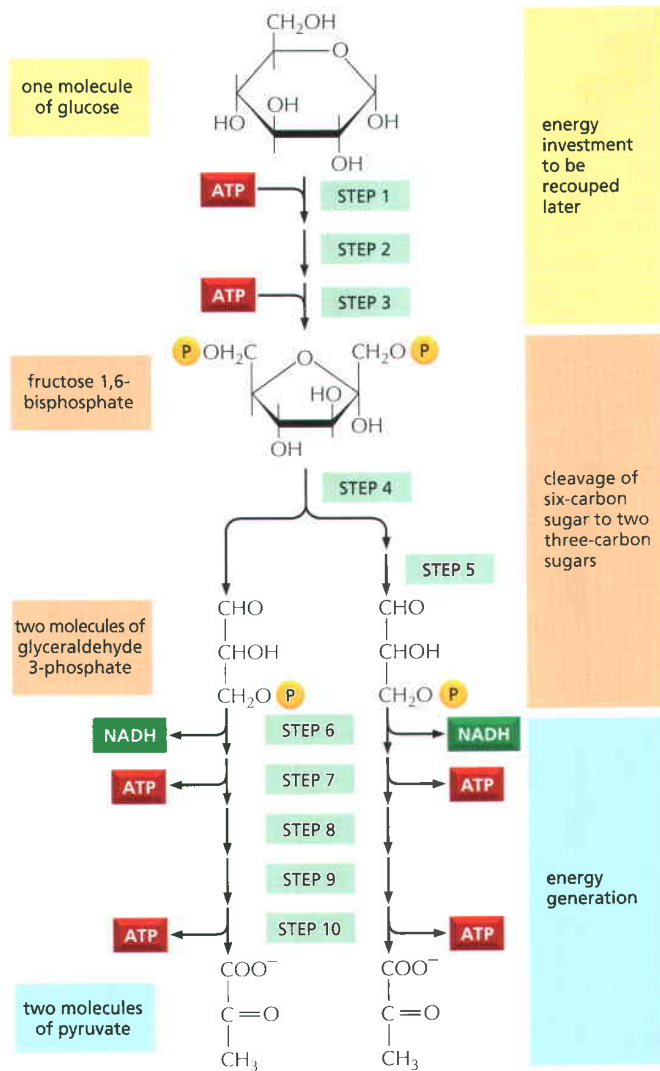 CH₂OH
O
one molecule
of glucose
OH
HO
OH
OH
energy
investment
to be
recouped
later
ATP
STEP 1
STEP 2
ATP
STEP 3
P OH₂C
O
CH₂O P
fructose 1,6-
bisphosphate
HO
OH
OH
STEP 4
cleavage of
six-carbon
sugar to two
three-carbon
sugars
STEP 5
two molecules of
glyceraldehyde
3-phosphate
CHO
CHOH
CH₂O P
CHO
CHOH
CH₂O P
NADH
STEP 6
NADH
ATP
STEP 7
ATP
STEP 8
STEP 9
energy
generation
ATP
STEP 10
ATP
two molecules
of pyruvate
COO⁻
C=O
CH₃
COO⁻
C=O
CH₃